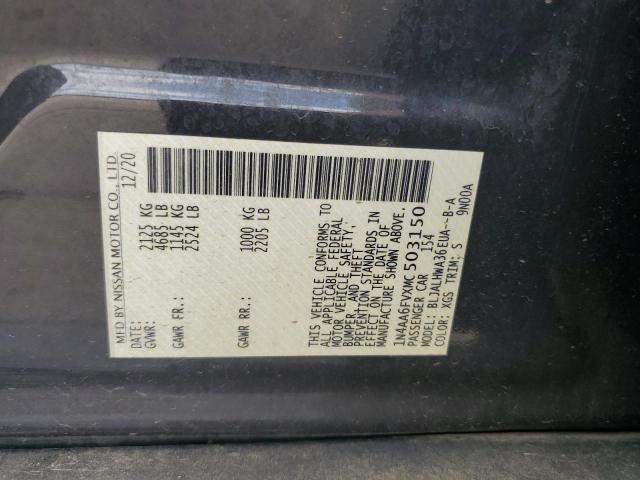 MFD BY NISSAN MOTOR CO., LTD.
DATE: 12/20
GVWR: 2125 KG
4685 LB
GAWR FR.: 1145 KG
2524 LB
GAWR RR.: 1000 KG
2205 LB
THIS VEHICLE CONFORMS TO
ALL APPLICABLE FEDERAL
MOTOR VEHICLE SAFETY,
BUMPER, AND THEFT
PREVENTION STANDARDS IN
EFFECT ON THE DATE OF
MANUFACTURE SHOWN ABOVE.
1N4AA6FVXMC503150
PASSENGER CAR 154
MODEL: BLJALHWA36EUA--B-A
COLOR: XGS TRIM: S 9N00A